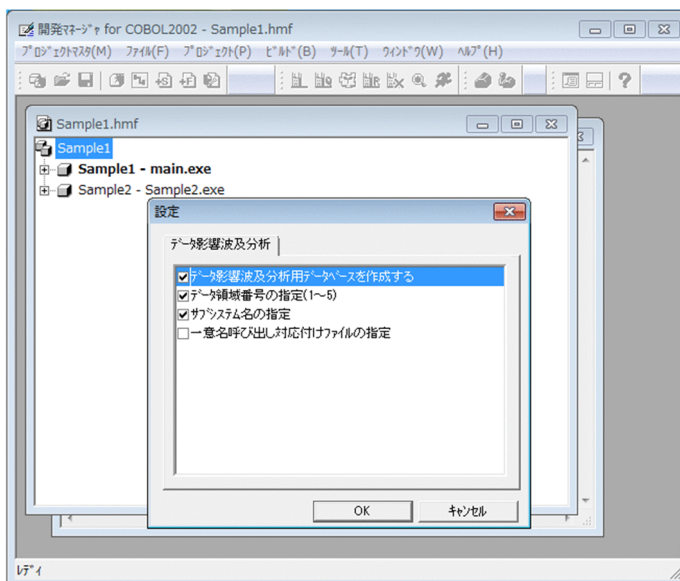 開発ﾏﾈｰｼﾞｬ for COBOL2002 - Sample1.hmf
ﾌﾟﾛｼﾞｪｸﾄﾏｽﾀ(M) ﾌｧｲﾙ(F) ﾌﾟﾛｼﾞｪｸﾄ(P) ﾋﾞﾙﾄﾞ(B) ﾂｰﾙ(T) ｳｨﾝﾄﾞｳ(W) ﾍﾙﾌﾟ(H)
Sample1.hmf
Sample1
Sample1 - main.exe
Sample2 - Sample2.exe
設定
ﾃﾞｰﾀ影響波及分析
ﾃﾞｰﾀ影響波及分析用ﾃﾞｰﾀﾍﾞｰｽを作成する
ﾃﾞｰﾀ領域番号の指定(1～5)
ｻﾌﾞｼｽﾃﾑ名の指定
一意名呼び出し対応付けﾌｧｲﾙの指定
OK ｷｬﾝｾﾙ
ﾚﾃﾞｨ